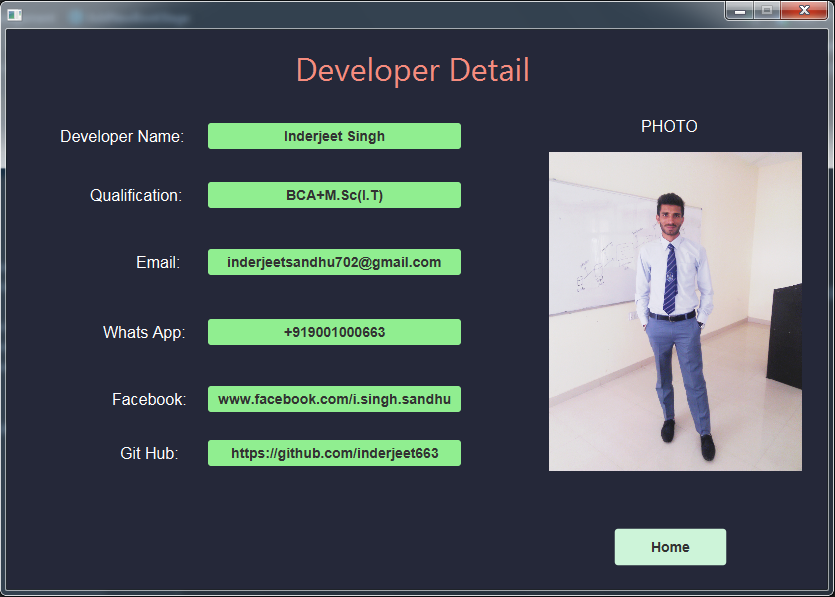 Developer Detail
Developer Name: Inderjeet Singh
PHOTO
Qualification: BCA+M.Sc(I.T)
Email: inderjeetsandhu702@gmail.com
Whats App: +919001000663
Facebook: www.facebook.com/i.singh.sandhu
Git Hub: https://github.com/inderjeet663
Home